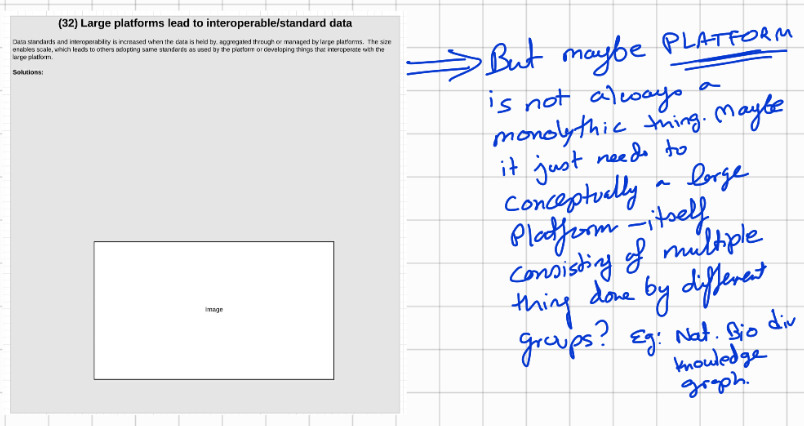 (32) Large platforms lead to interoperable/standard data
Data standards and interoperability is increased when the data is held by, aggregated through or managed by large platforms. The size
enables scale, which leads to others adopting same standards as used by the platform or developing things that interoperate with the
large platform.
Solutions:
Image
But maybe PLATFORM
is not always a
monolythic thing. Maybe
it just needs to
conceptually a large
platform - itself
consisting of multiple
thing done by different
groups? Eg: Nat. Bio div
knowledge
graph.